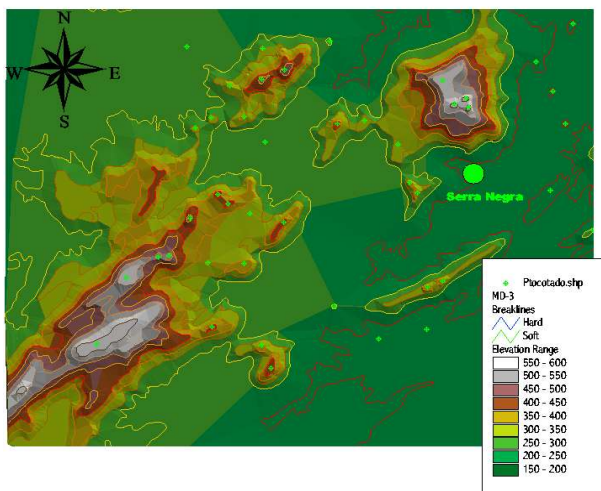 N
W E
S
Serra Negra
Ptocotado.shp
MD-3
Breaklines
Hard
Soft
Elevation Range
550 - 600
500 - 550
450 - 500
400 - 450
350 - 400
300 - 350
250 - 300
200 - 250
150 - 200